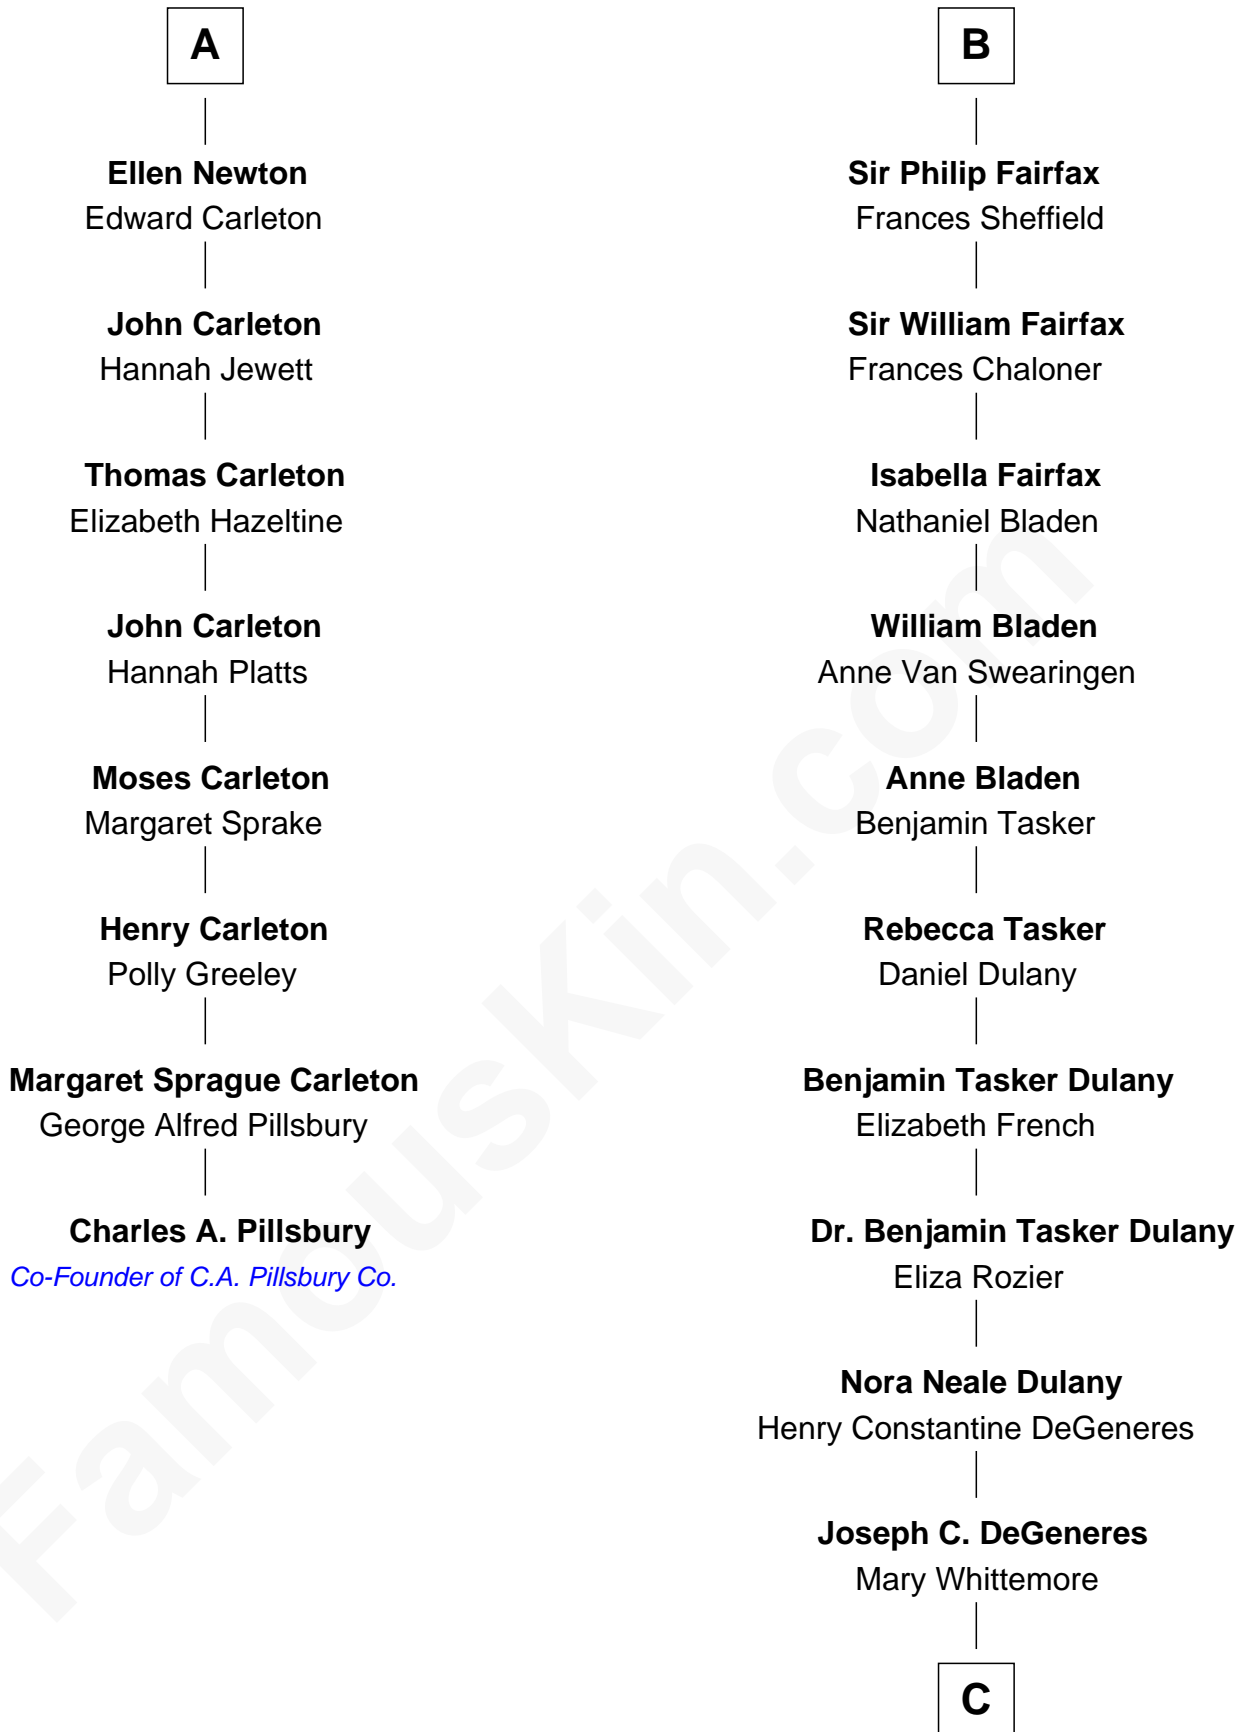 A
Ellen Newton
Edward Carleton
John Carleton
Hannah Jewett
Thomas Carleton
Elizabeth Hazeltine
John Carleton
Hannah Platts
Moses Carleton
Margaret Sprake
Henry Carleton
Polly Greeley
Margaret Sprague Carleton
George Alfred Pillsbury
Charles A. Pillsbury
Co-Founder of C.A. Pillsbury Co.
B
Sir Philip Fairfax
Frances Sheffield
Sir William Fairfax
Frances Chaloner
Isabella Fairfax
Nathaniel Bladen
William Bladen
Anne Van Swearingen
Anne Bladen
Benjamin Tasker
Rebecca Tasker
Daniel Dulany
Benjamin Tasker Dulany
Elizabeth French
Dr. Benjamin Tasker Dulany
Eliza Rozier
Nora Neale Dulany
Henry Constantine DeGeneres
Joseph C. DeGeneres
Mary Whittemore
C
FamousKin.com